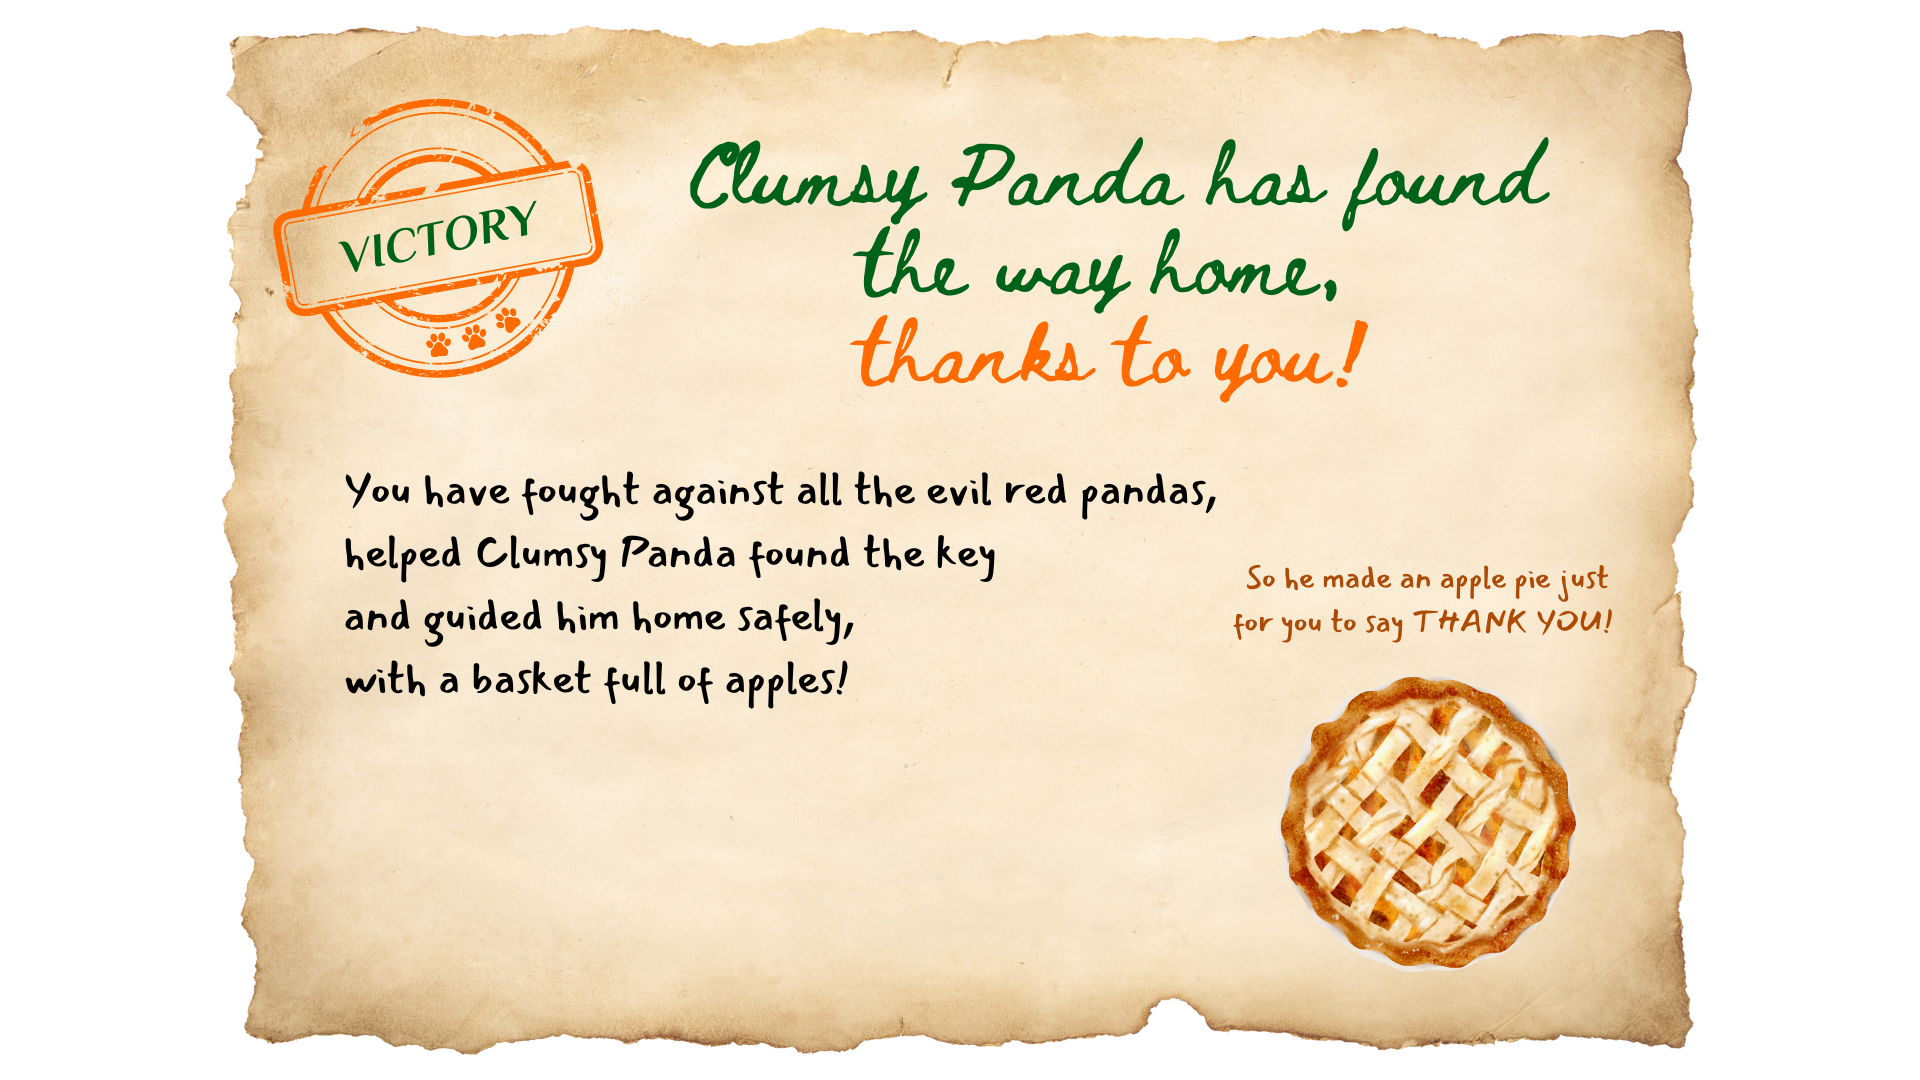 VICTORY
Clumsy Panda has found
the way home,
thanks to you!
You have fought against all the evil red pandas,
helped Clumsy Panda found the key
and guided him home safely,
with a basket full of apples!
So he made an apple pie just
for you to say THANK YOU!